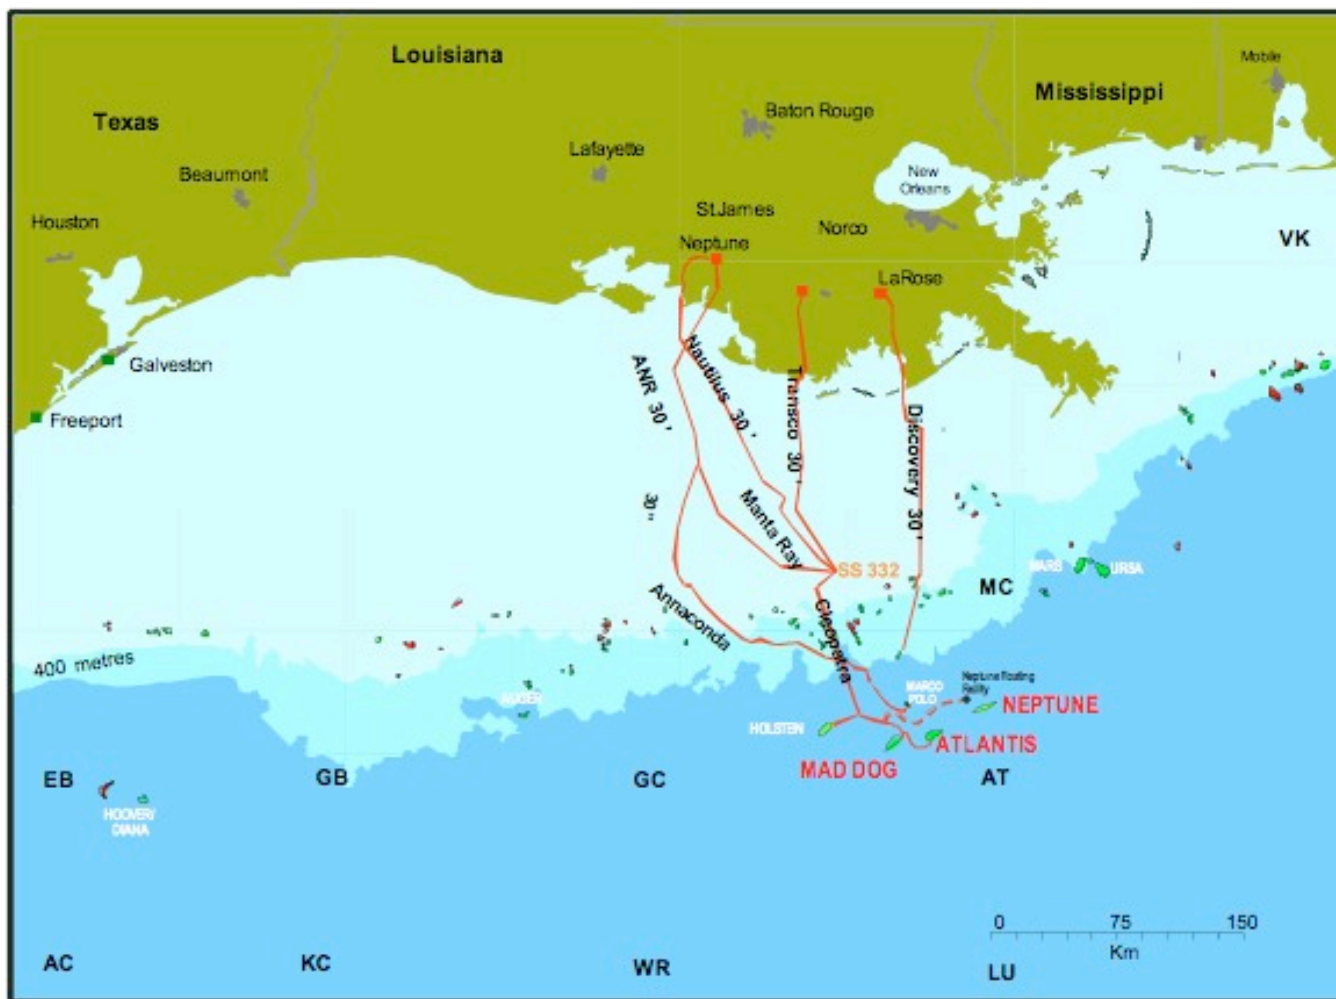 Louisiana
Mobile
Mississippi
Texas
Baton Rouge
Lafayette
Beaumont
New
Orleans
St.James
Houston
Norco
Neptune
VK
LaRose
Galveston
Freeport
ANR 30'
Nautilus 30'
Transco 30'
Discovery 30'
30"
Manta Ray
SS 332
MARS
URSA
MC
Annaconda
Cleopatra
400 metres
Neptune Routing
Facility
MARCO
POLO
AUGER
NEPTUNE
HOLSTEN
ATLANTIS
MAD DOG
EB
GB
GC
AT
HOOVER/
DIANA
0 75 150
Km
AC
KC
WR
LU